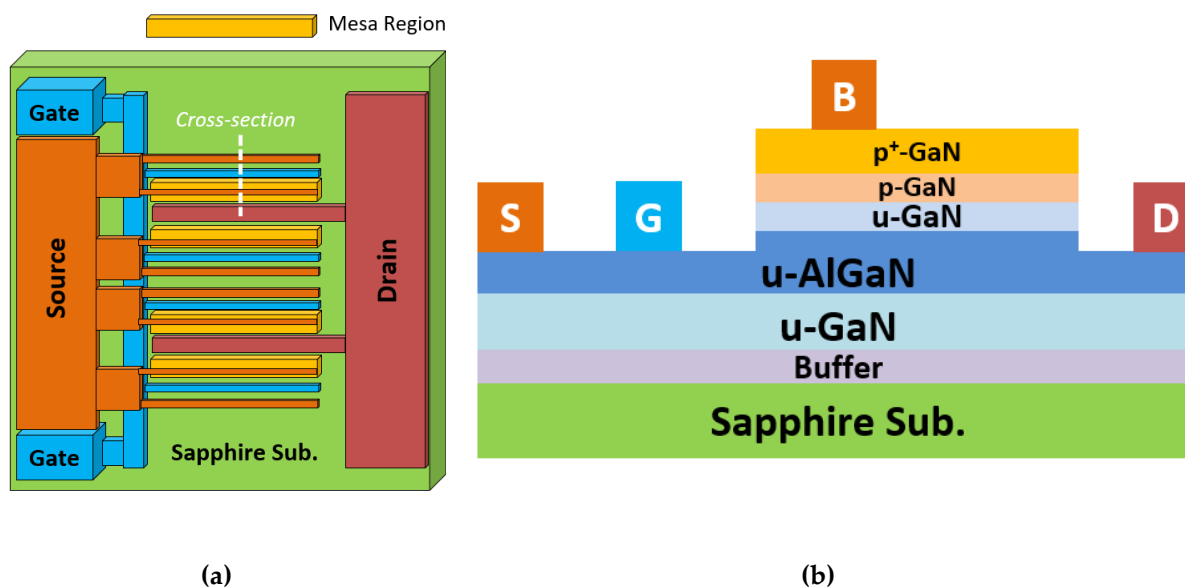 Mesa Region
Gate
Cross-section
Source
Drain
Gate
Sapphire Sub.
(a)
B
p⁺-GaN
p-GaN
S
G
u-GaN
D
u-AlGaN
u-GaN
Buffer
Sapphire Sub.
(b)